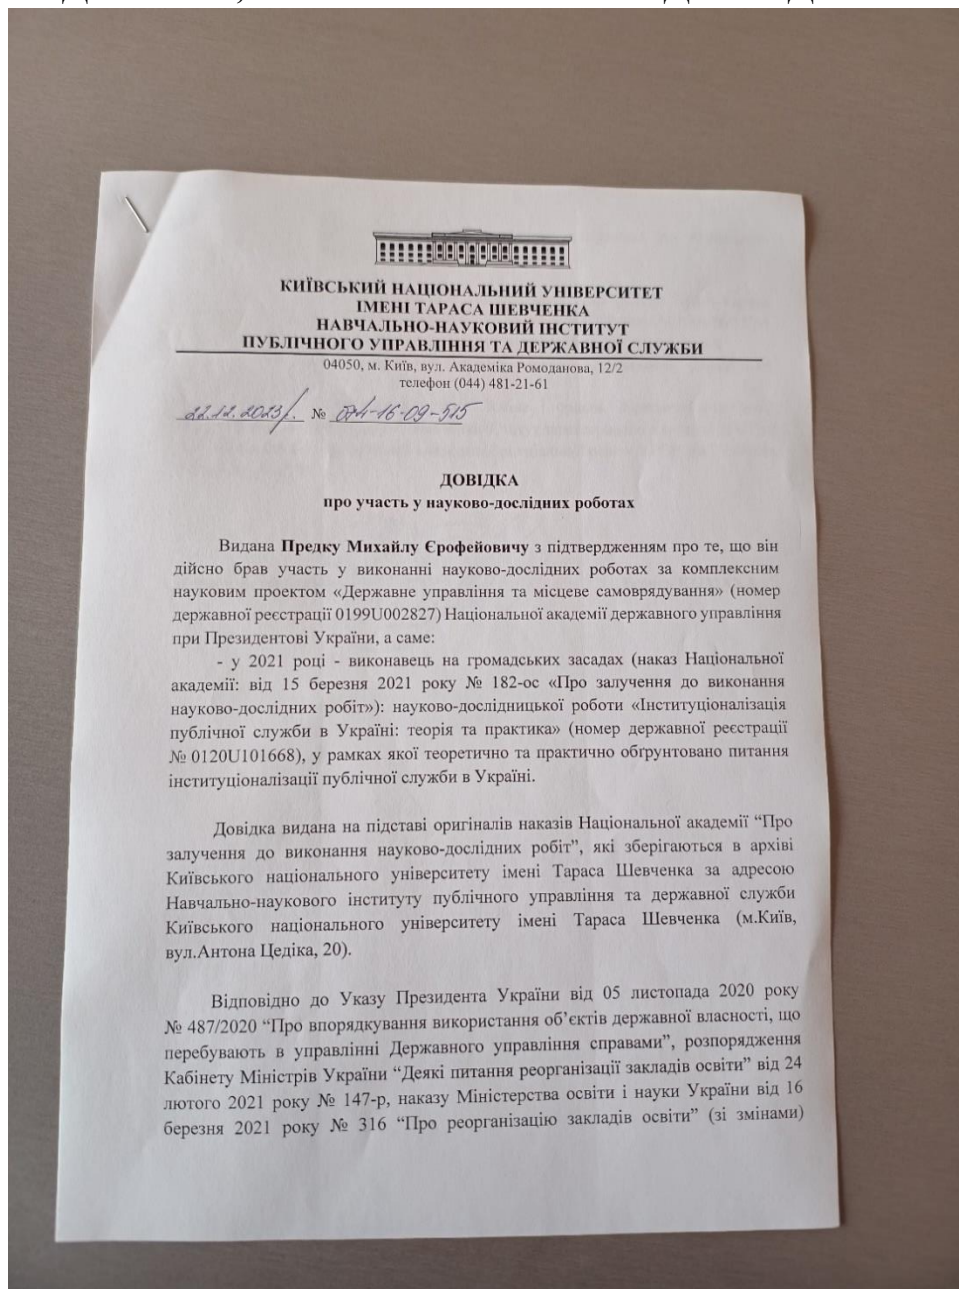 КИЇВСЬКИЙ НАЦІОНАЛЬНИЙ УНІВЕРСИТЕТ
ІМЕНІ ТАРАСА ШЕВЧЕНКА
НАВЧАЛЬНО-НАУКОВИЙ ІНСТИТУТ
ПУБЛІЧНОГО УПРАВЛІННЯ ТА ДЕРЖАВНОЇ СЛУЖБИ
04050, м. Київ, вул. Академіка Ромоданова, 12/2
телефон (044) 481-21-61
22.12.2023р. № 074-16-09-515
ДОВІДКА
про участь у науково-дослідних роботах
Видана Предку Михайлу Єрофейовичу з підтвердженням про те, що він
дійсно брав участь у виконанні науково-дослідних роботах за комплексним
науковим проектом «Державне управління та місцеве самоврядування» (номер
державної реєстрації 0199U002827) Національної академії державного управління
при Президентові України, а саме:
- у 2021 році - виконавець на громадських засадах (наказ Національної
академії: від 15 березня 2021 року № 182-ос «Про залучення до виконання
науково-дослідних робіт»): науково-дослідницької роботи «Інституціоналізація
публічної служби в Україні: теорія та практика» (номер державної реєстрації
№ 0120U101668), у рамках якої теоретично та практично обґрунтовано питання
інституціоналізації публічної служби в Україні.
Довідка видана на підставі оригіналів наказів Національної академії “Про
залучення до виконання науково-дослідних робіт”, які зберігаються в архіві
Київського національного університету імені Тараса Шевченка за адресою
Навчально-наукового інституту публічного управління та державної служби
Київського національного університету імені Тараса Шевченка (м.Київ,
вул.Антона Цедіка, 20).
Відповідно до Указу Президента України від 05 листопада 2020 року
№ 487/2020 “Про впорядкування використання об’єктів державної власності, що
перебувають в управлінні Державного управління справами”, розпорядження
Кабінету Міністрів України “Деякі питання реорганізації закладів освіти” від 24
лютого 2021 року № 147-р, наказу Міністерства освіти і науки України від 16
березня 2021 року № 316 “Про реорганізацію закладів освіти” (зі змінами)